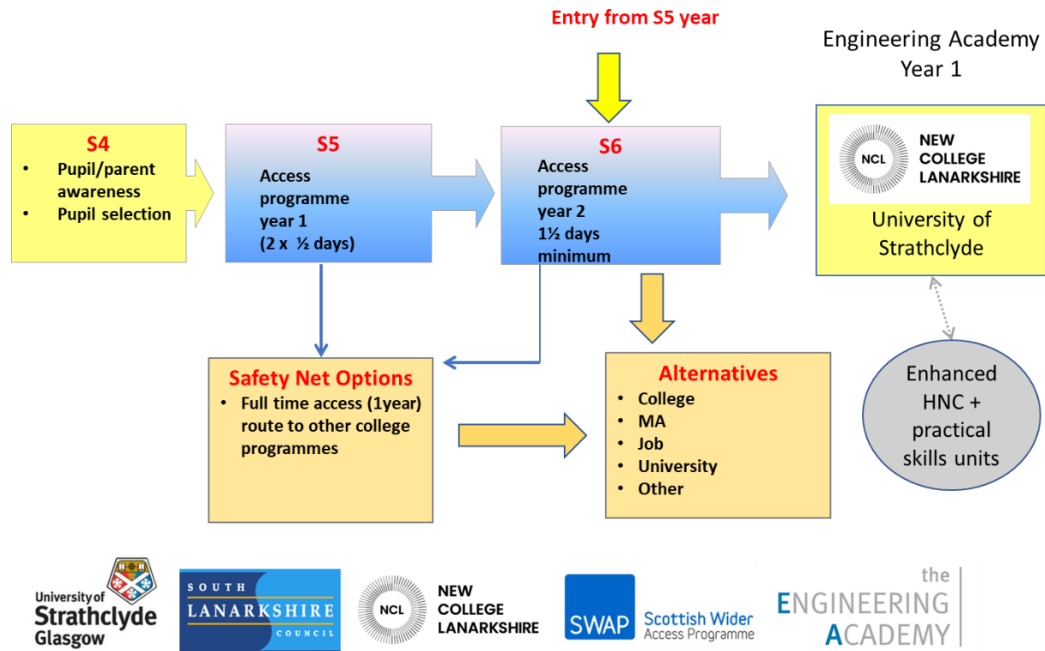 Entry from S5 year
Engineering Academy
Year 1
S4
• Pupil/parent
awareness
• Pupil selection
S5
Access
programme
year 1
(2 x ½ days)
S6
Access
programme
year 2
1½ days
minimum
NCL
NEW
COLLEGE
LANARKSHIRE
University of
Strathclyde
Safety Net Options
• Full time access (1year)
route to other college
programmes
Alternatives
• College
• MA
• Job
• University
• Other
Enhanced
HNC +
practical
skills units
University of
Strathclyde
Glasgow
SOUTH
LANARKSHIRE
COUNCIL
NCL
NEW
COLLEGE
LANARKSHIRE
SWAP
Scottish Wider
Access Programme
the
ENGINEERING
ACADEMY